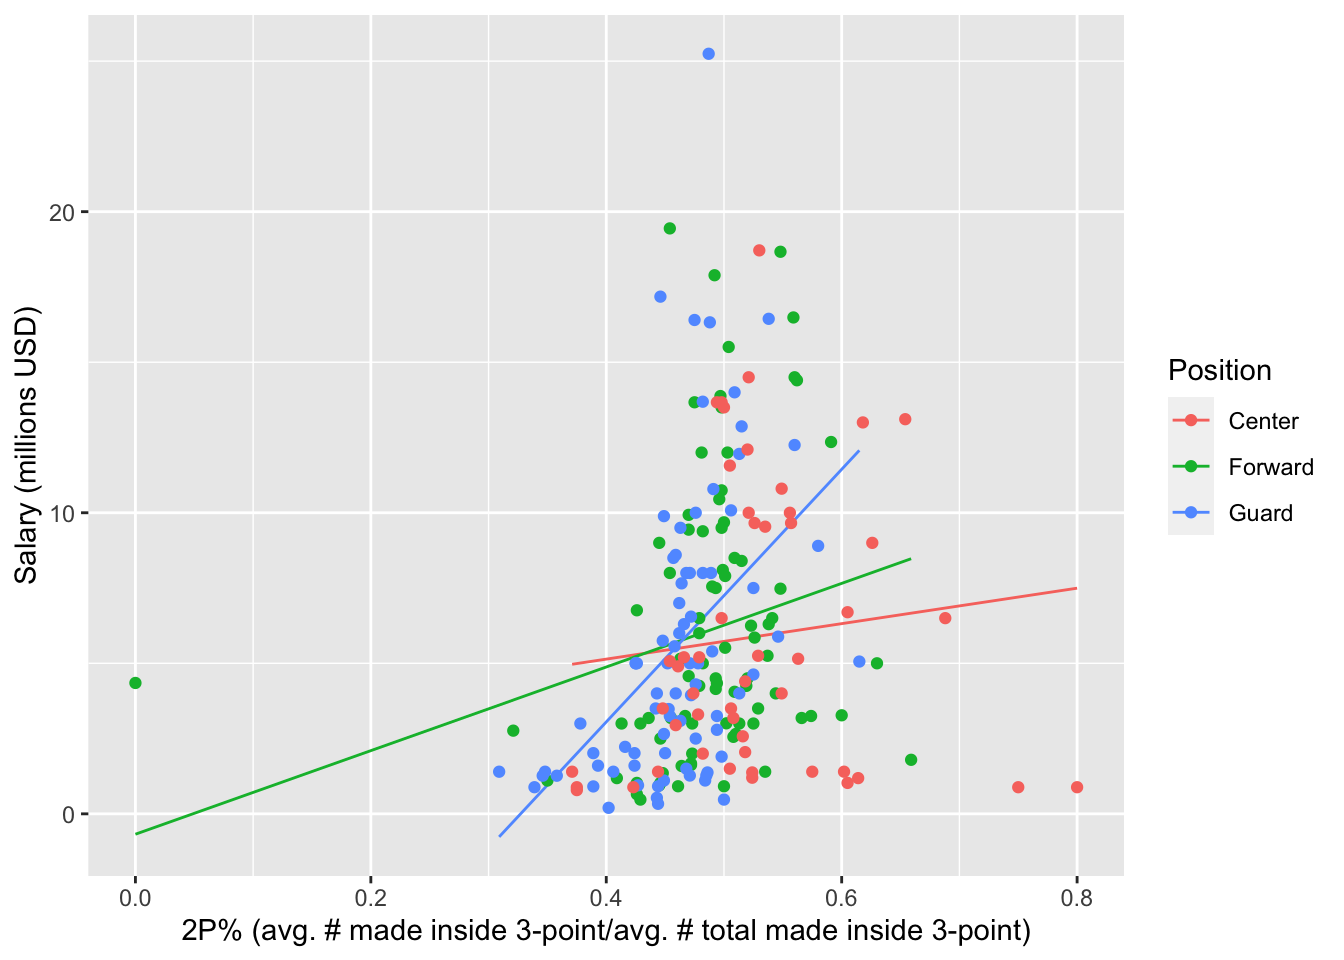 20
10
0
Salary (millions USD)
0.0 0.2 0.4 0.6 0.8
2P% (avg. # made inside 3-point/avg. # total made inside 3-point)
Position
Center
Forward
Guard